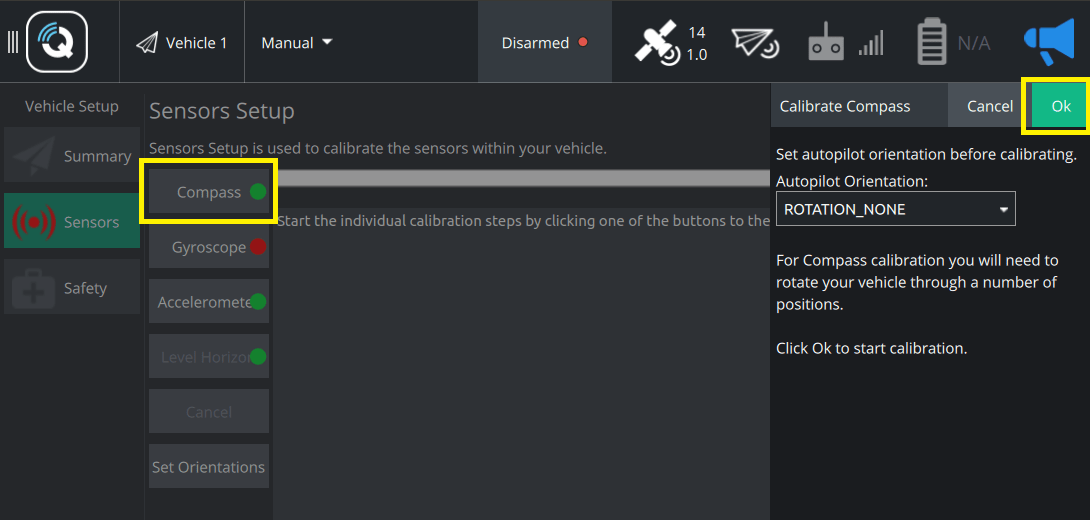 Vehicle 1
Manual
Disarmed
14
1.0
N/A
Vehicle Setup
Summary
Sensors
Safety
Sensors Setup
Sensors Setup is used to calibrate the sensors within your vehicle.
Compass
Gyroscope
Acceleromete
Level Horizon
Cancel
Set Orientations
Start the individual calibration steps by clicking one of the buttons to the
Calibrate Compass
Cancel
Ok
Set autopilot orientation before calibrating.
Autopilot Orientation:
ROTATION_NONE
For Compass calibration you will need to
rotate your vehicle through a number of
positions.
Click Ok to start calibration.